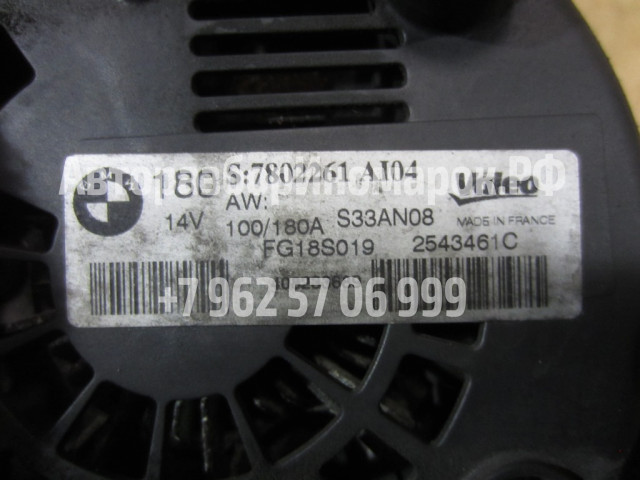 180 S:7802261 AI04 Valeo
AW:
14V 100/180A S33AN08 MADE IN FRANCE
FG18S019 2543461C
+7 962 57 06 999